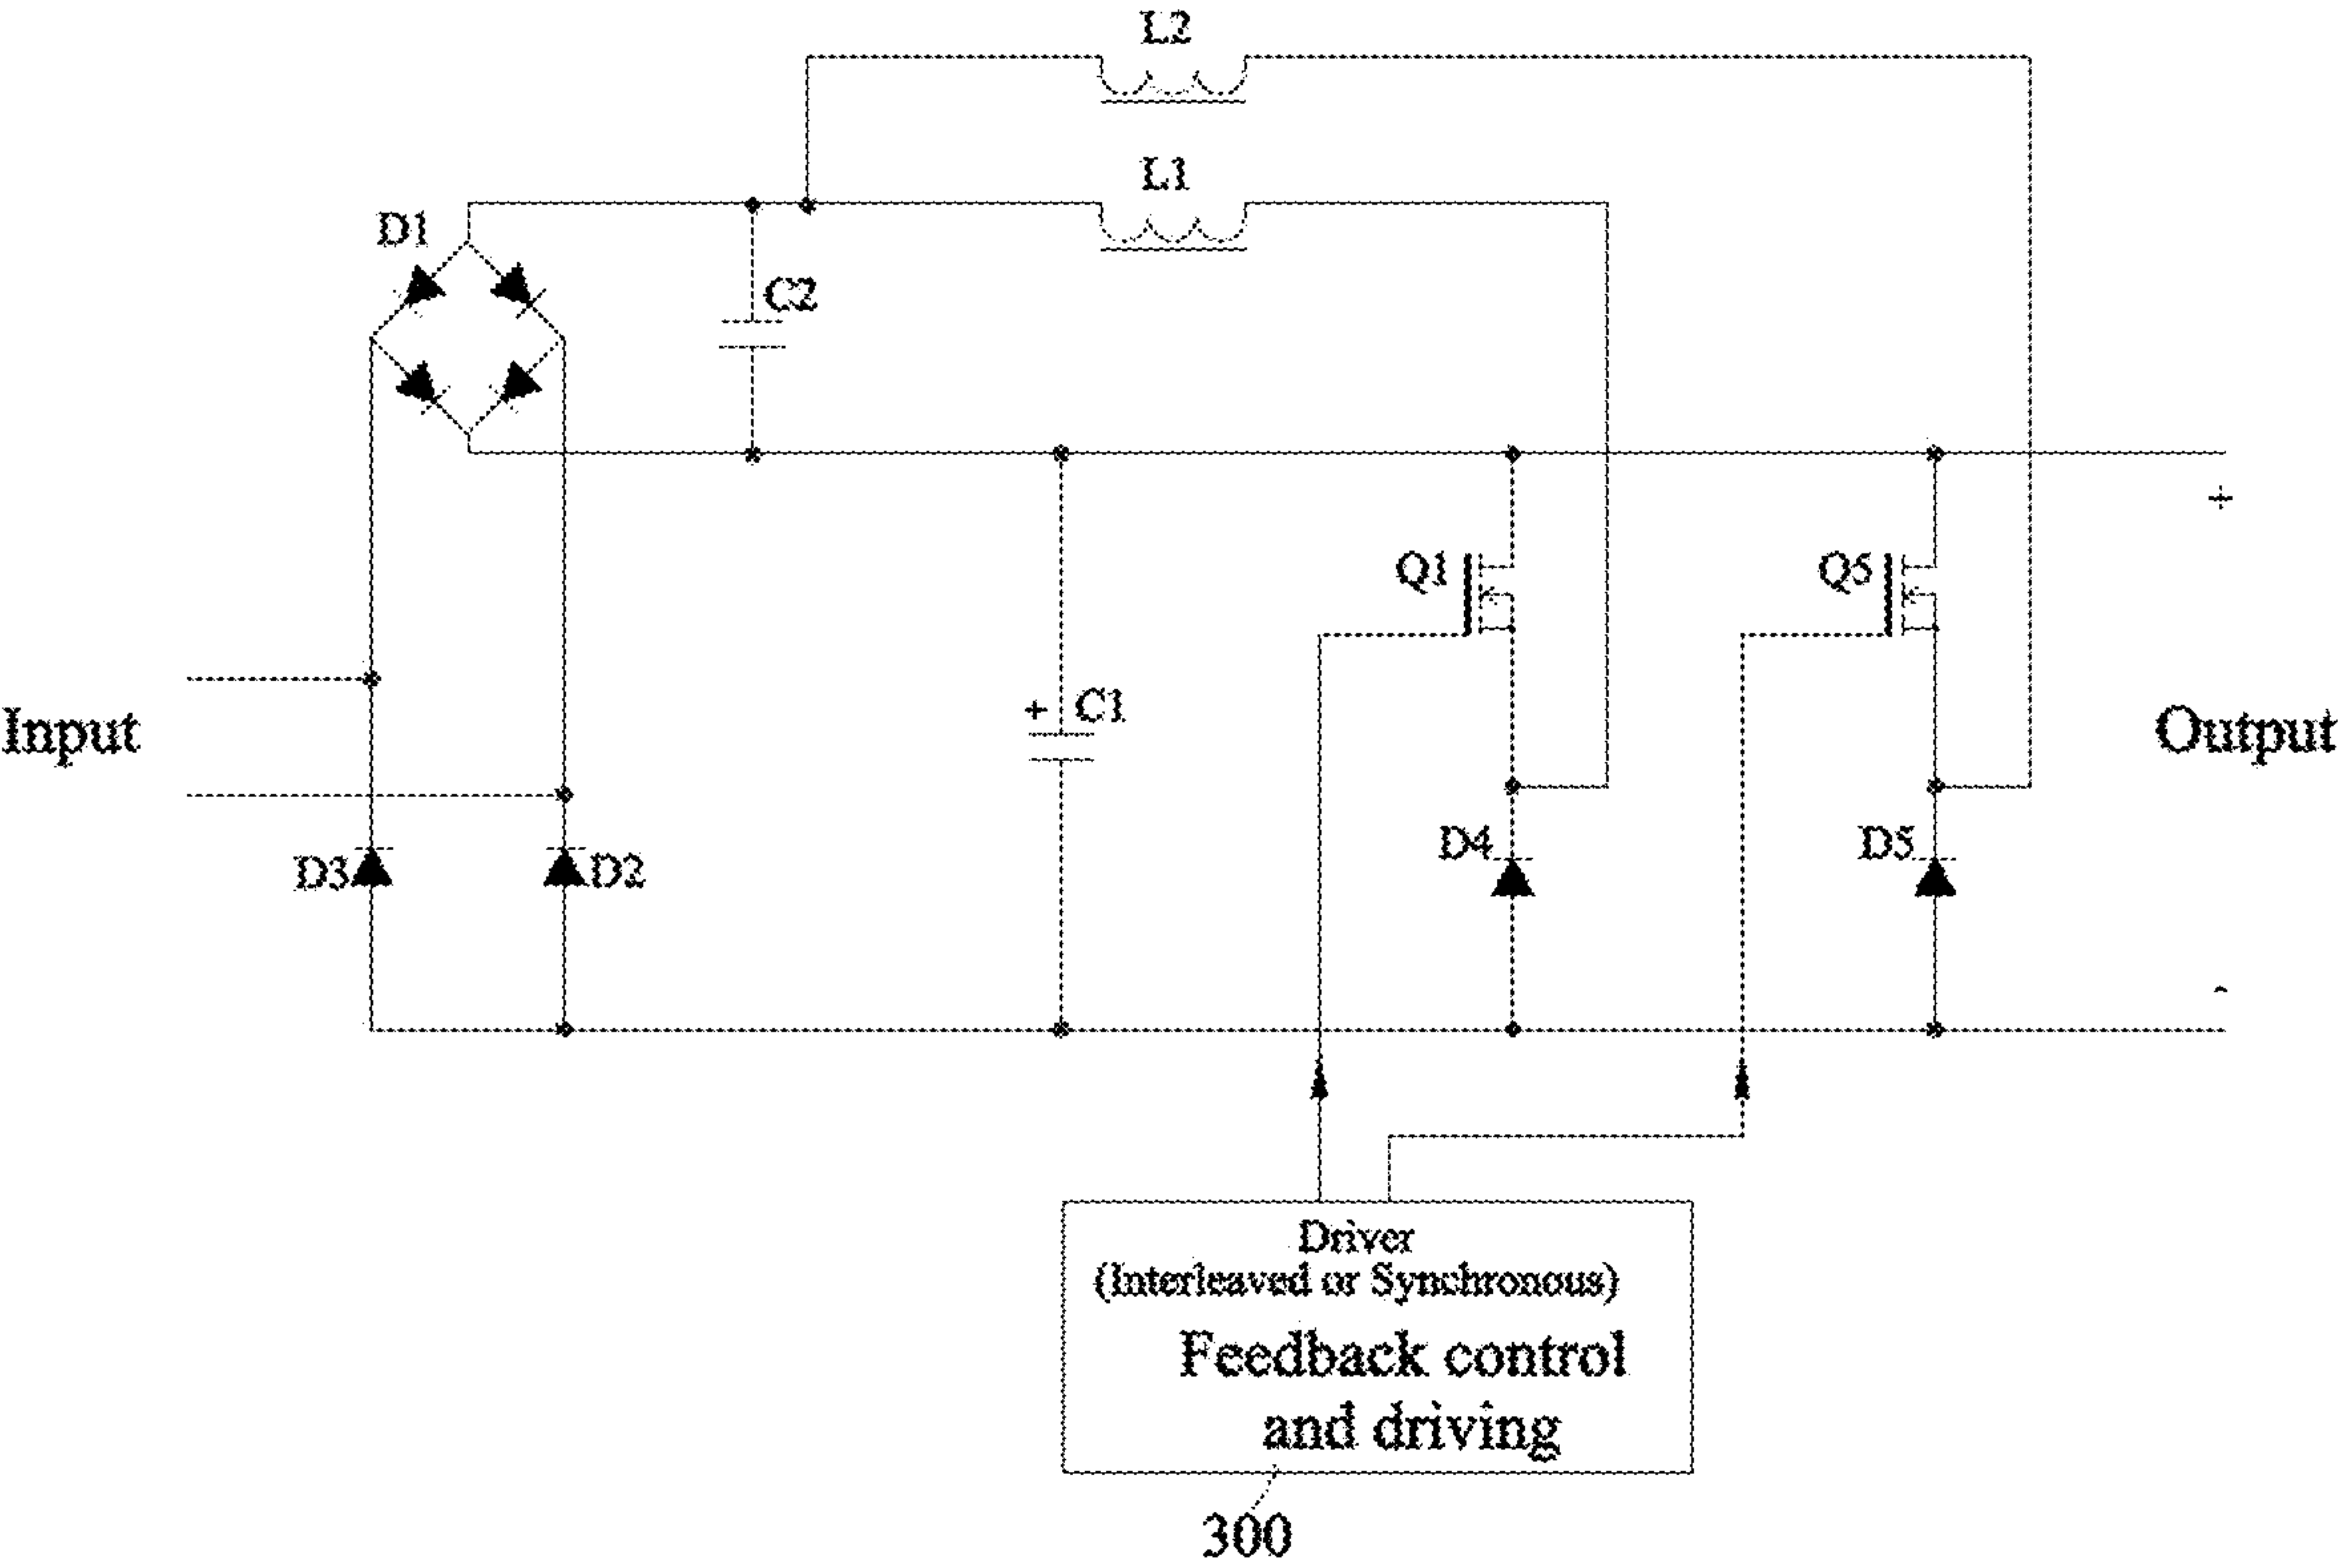 L2
L1
D1
C2
+
Q1
Q5
+ C1
Input
Output
D4
D5
D3
D2
-
Driver
(Interleaved or Synchronous)
Feedback control
and driving
300